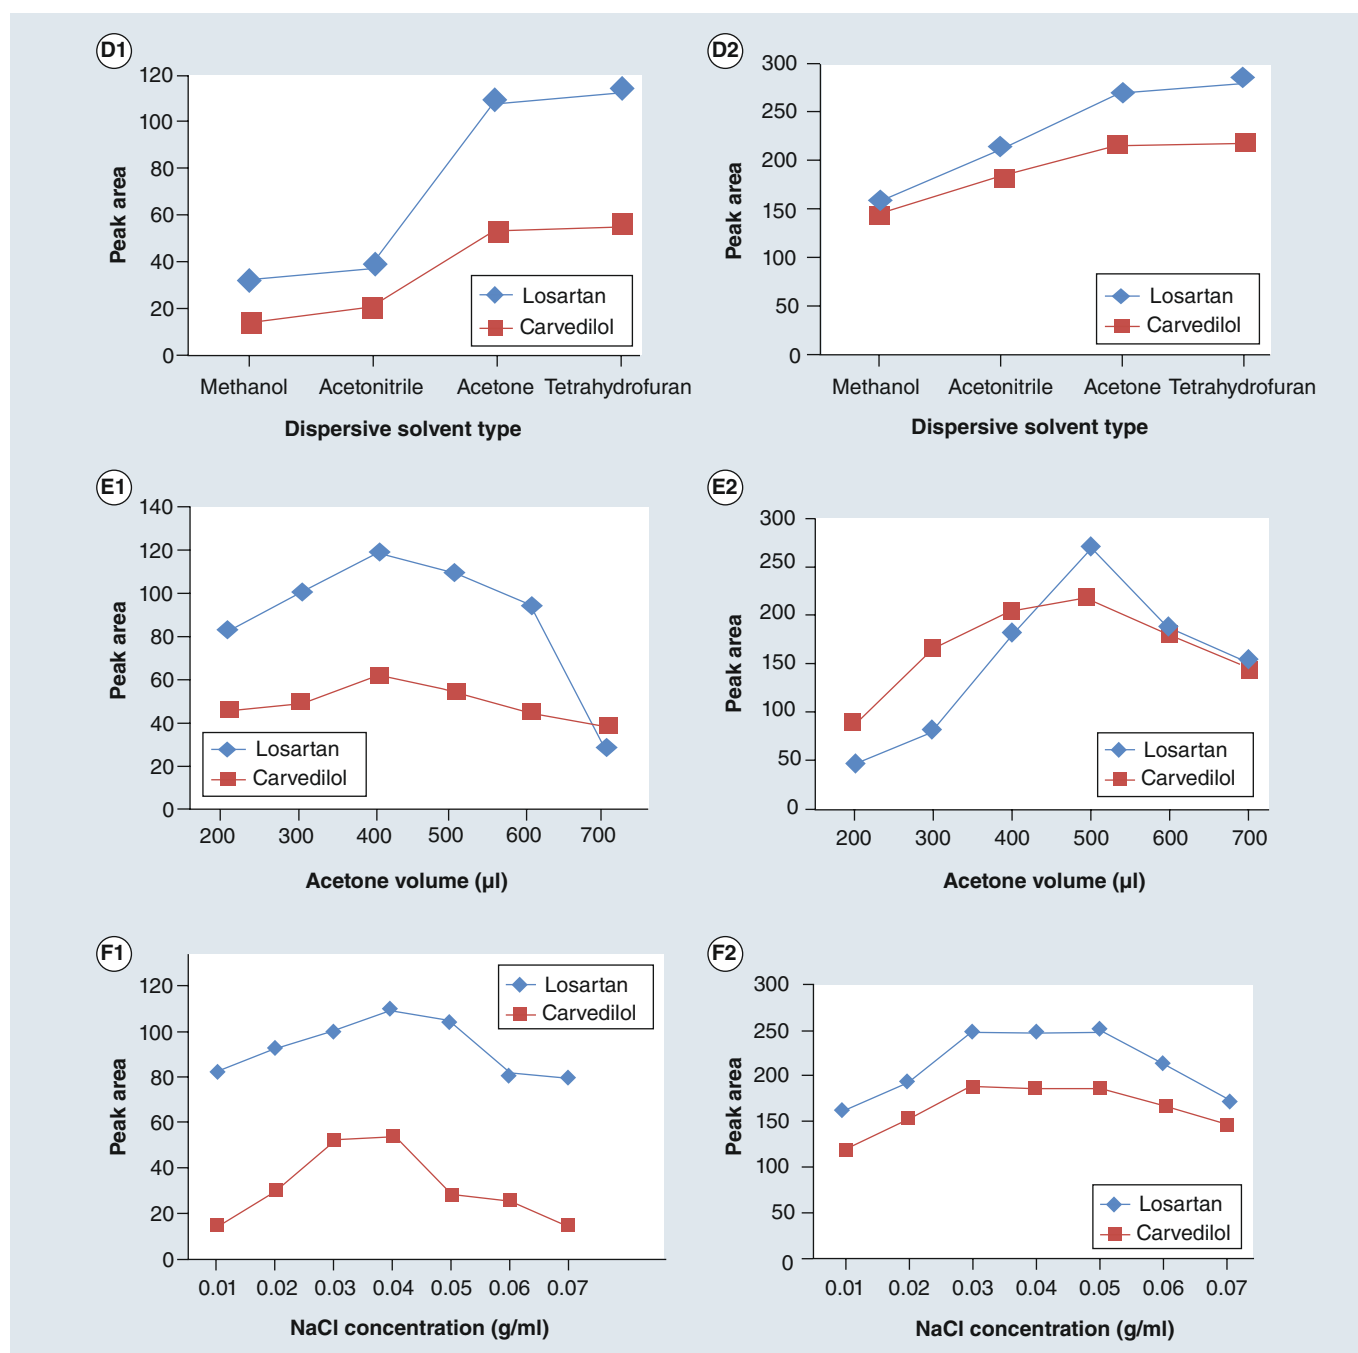 D1
120
100
80
60
40
20
0
Peak area
Losartan
Carvedilol
Methanol Acetonitrile Acetone Tetrahydrofuran
Dispersive solvent type
D2
300
250
200
150
100
50
0
Peak area
Losartan
Carvedilol
Methanol Acetonitrile Acetone Tetrahydrofuran
Dispersive solvent type
E1
140
120
100
80
60
40
20
0
Peak area
Losartan
Carvedilol
200 300 400 500 600 700
Acetone volume (µl)
E2
300
250
200
150
100
50
0
Peak area
Losartan
Carvedilol
200 300 400 500 600 700
Acetone volume (µl)
F1
120
100
80
60
40
20
0
Peak area
Losartan
Carvedilol
0.01 0.02 0.03 0.04 0.05 0.06 0.07
NaCl concentration (g/ml)
F2
300
250
200
150
100
50
0
Peak area
Losartan
Carvedilol
0.01 0.02 0.03 0.04 0.05 0.06 0.07
NaCl concentration (g/ml)